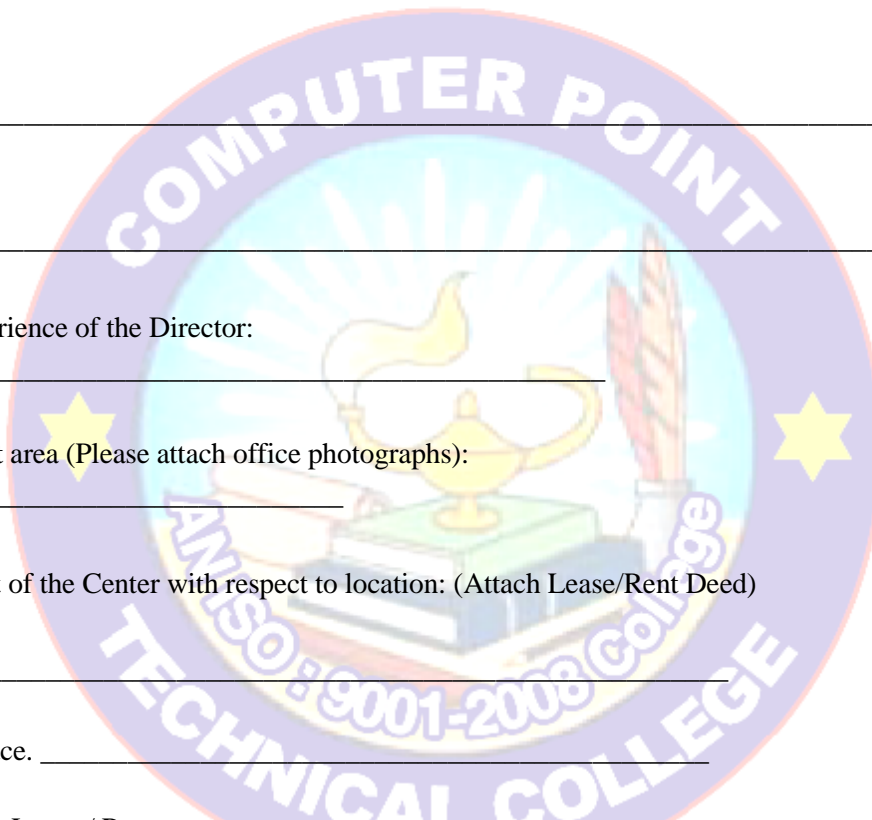 COMPUTER POINT
rience of the Director:
t area (Please attach office photographs):
of the Center with respect to location: (Attach Lease/Rent Deed)
AN ISO : 9001-2008 College
ce.
TECHNICAL COLLEGE